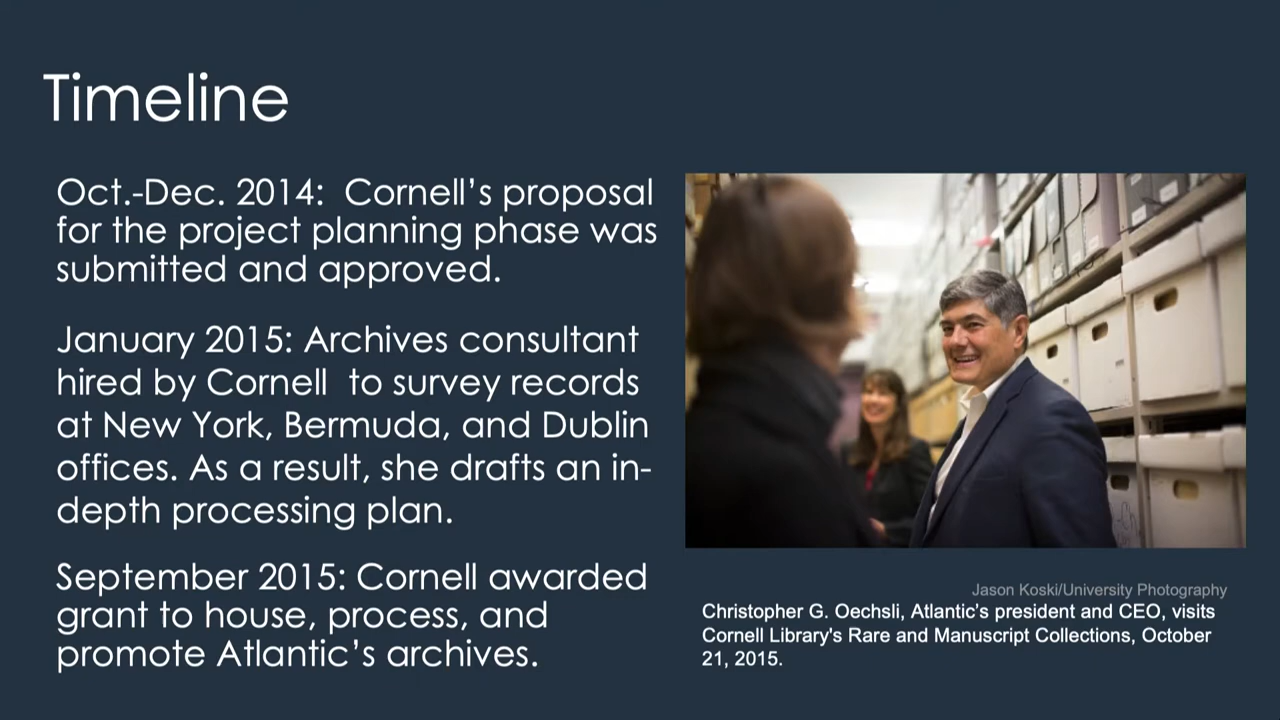 Timeline
Oct.-Dec. 2014:  Cornell’s proposal
for the project planning phase was
submitted and approved.
January 2015: Archives consultant
hired by Cornell  to survey records
at New York, Bermuda, and Dublin
offices. As a result, she drafts an in-
depth processing plan.
September 2015: Cornell awarded
grant to house, process, and
promote Atlantic’s archives.
Jason Koski/University Photography
Christopher G. Oechsli, Atlantic’s president and CEO, visits
Cornell Library's Rare and Manuscript Collections, October
21, 2015.